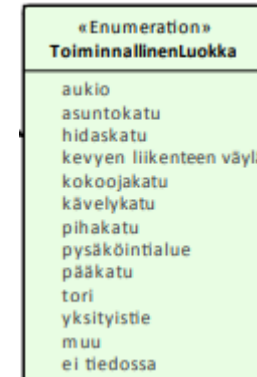 «Enumeration»
ToiminnallinenLuokka
aukio
asuntokatu
hidaskatu
kevyen liikenteen väylä
kokoojakatu
kävelykatu
pihakatu
pysäköintialue
pääkatu
tori
yksityistie
muu
ei tiedossa